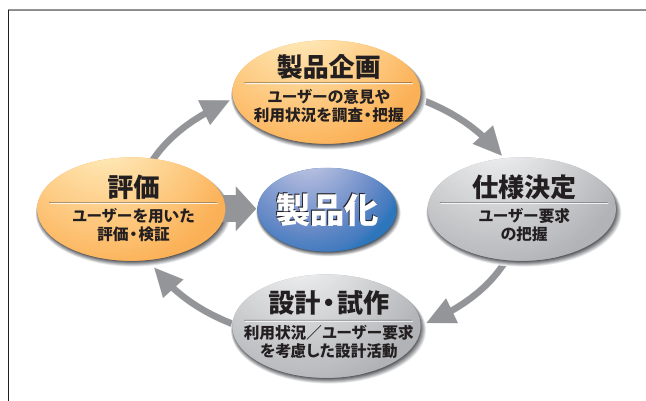 製品企画
ユーザーの意見や
利用状況を調査・把握
評価
ユーザーを用いた
評価・検証
製品化
仕様決定
ユーザー要求
の把握
設計・試作
利用状況／ユーザー要求
を考慮した設計活動